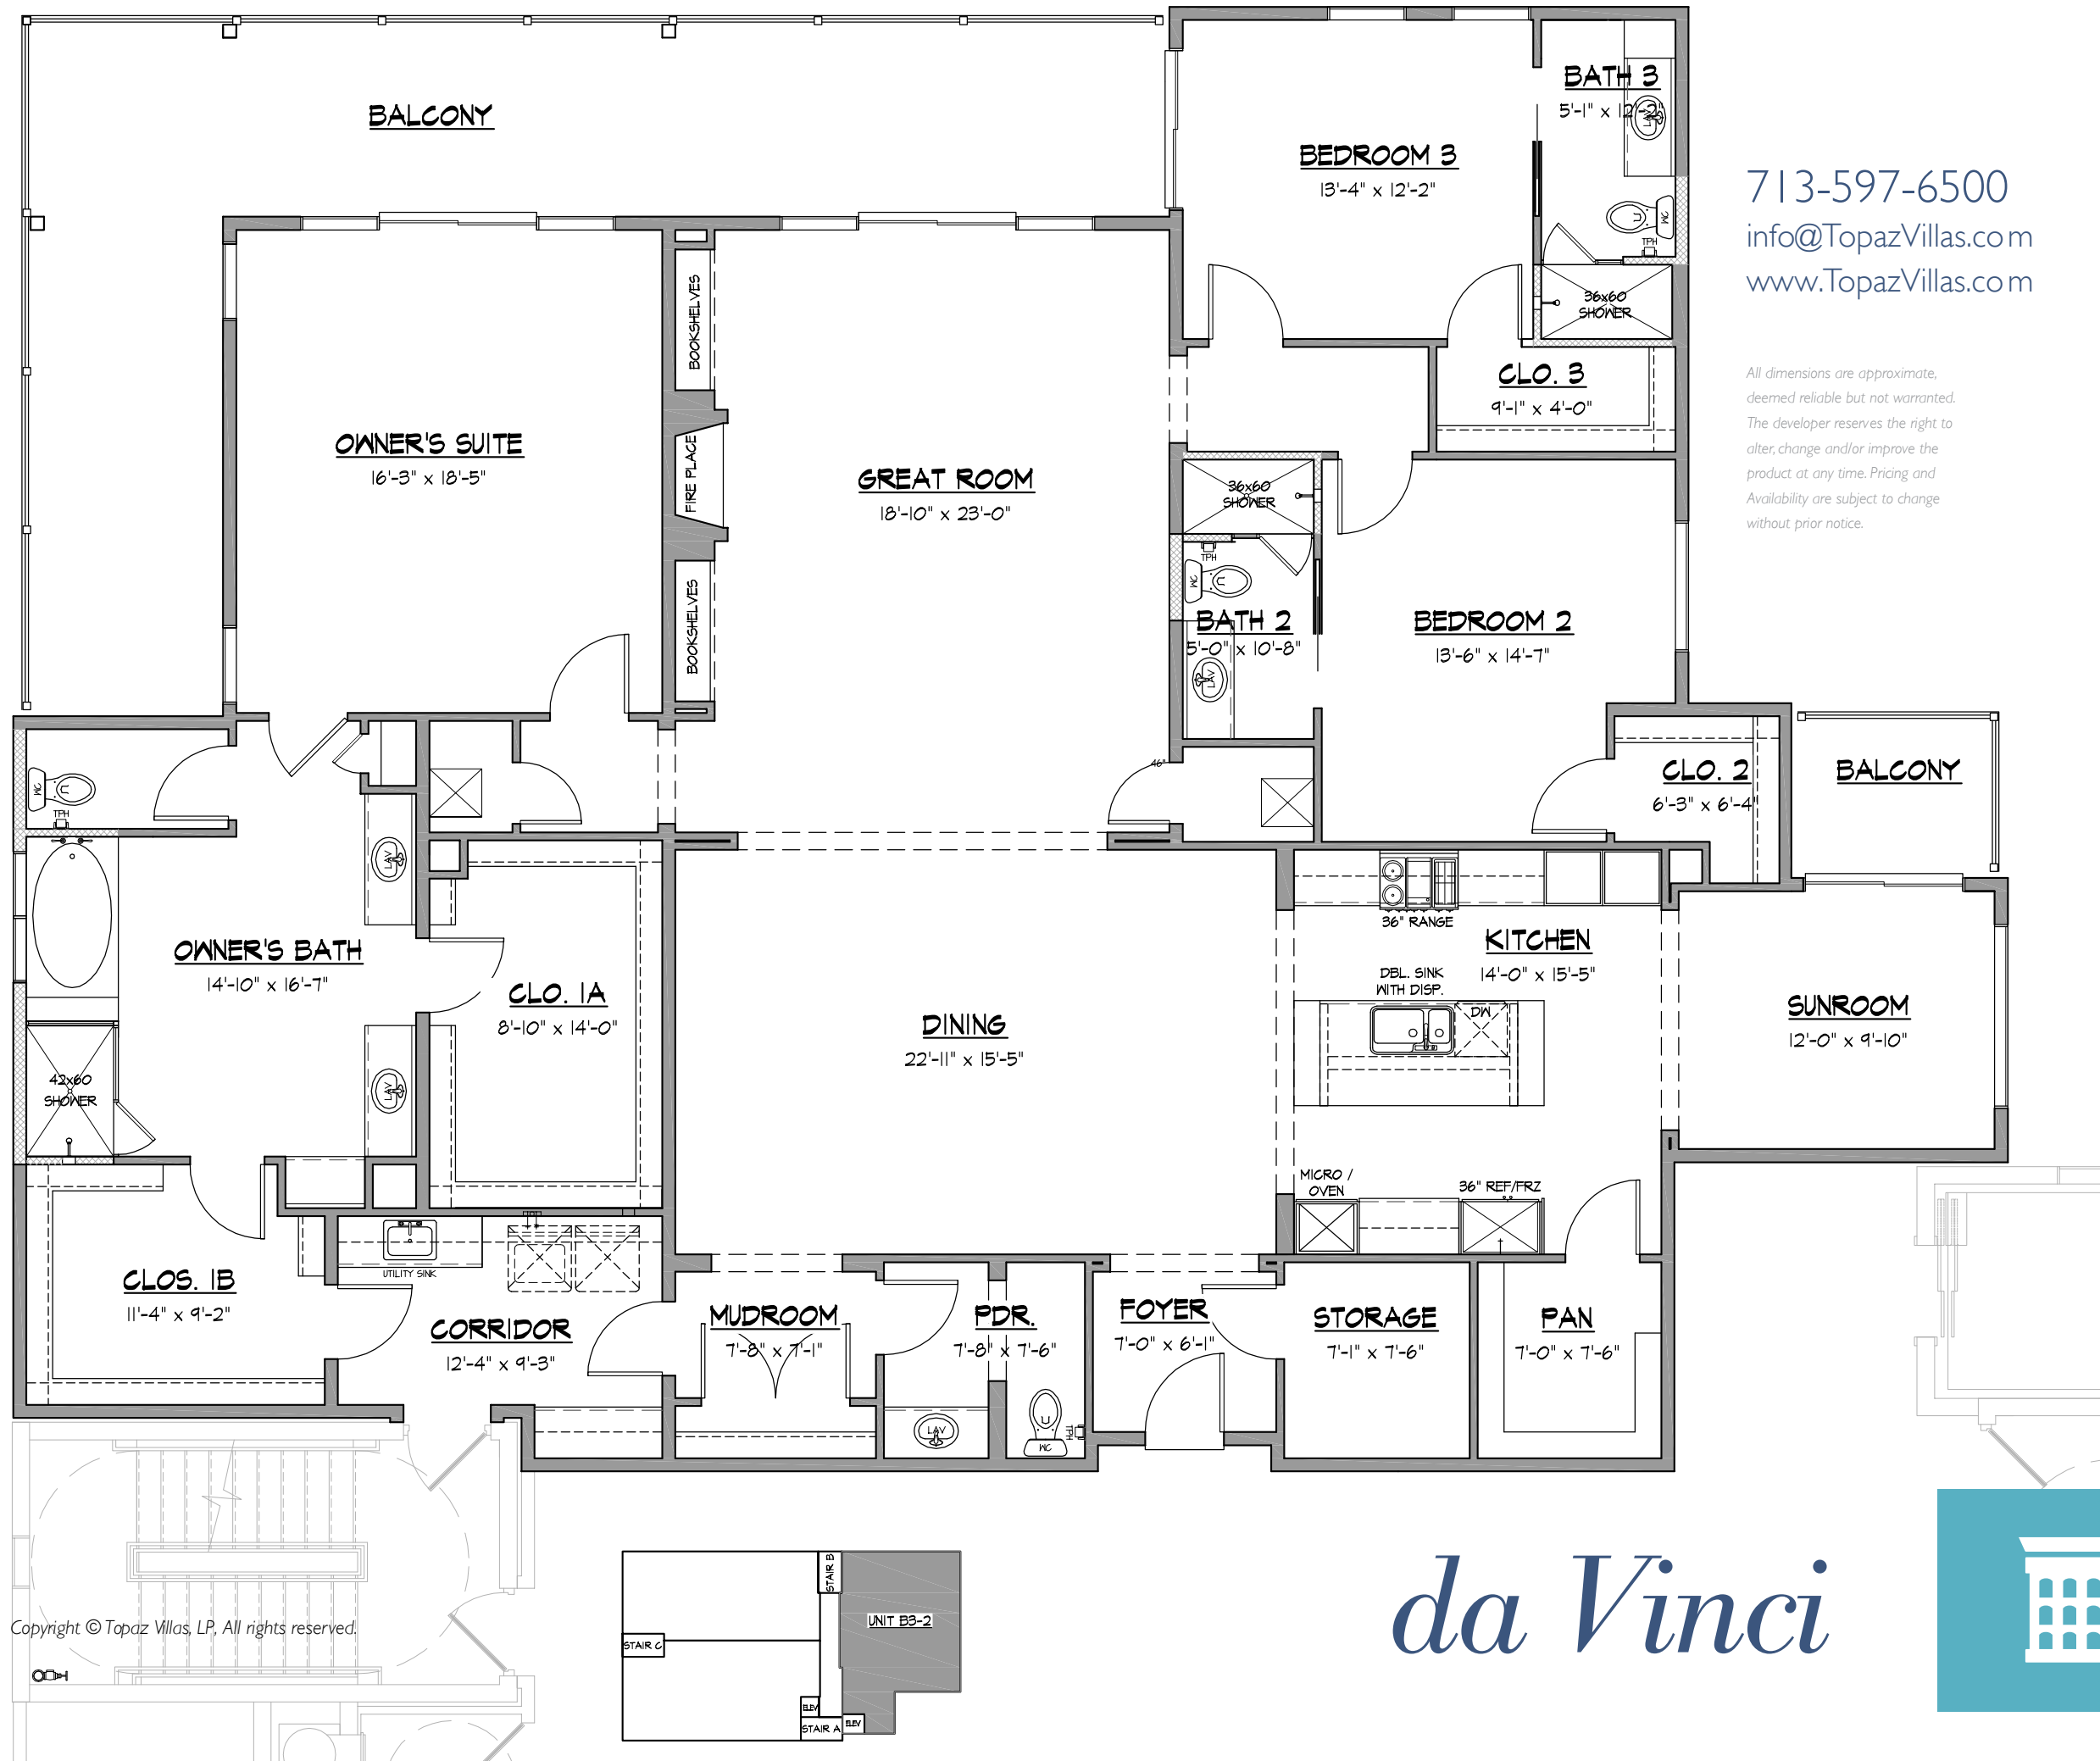 BALCONY
BATH 3
5'-1" x 12'-2"
LAV
BEDROOM 3
13'-4" x 12'-2"
WC
TPH
36x60
SHOWER
713-597-6500
info@TopazVillas.com
www.TopazVillas.com
All dimensions are approximate,
deemed reliable but not warranted.
The developer reserves the right to
alter, change and/or improve the
product at any time. Pricing and
Availability are subject to change
without prior notice.
CLO. 3
9'-1" x 4'-0"
BOOKSHELVES
FIRE PLACE
BOOKSHELVES
OWNER'S SUITE
16'-3" x 18'-5"
GREAT ROOM
18'-10" x 23'-0"
36x60
SHOWER
TPH
WC
BATH 2
5'-0" x 10'-8"
LAV
BEDROOM 2
13'-6" x 14'-7"
46"
CLO. 2
6'-3" x 6'-4"
BALCONY
WC
TPH
LAV
OWNER'S BATH
14'-10" x 16'-7"
CLO. 1A
8'-10" x 14'-0"
DINING
22'-11" x 15'-5"
36" RANGE
KITCHEN
14'-0" x 15'-5"
DBL. SINK
WITH DISP.
DW
SUNROOM
12'-0" x 9'-10"
42x60
SHOWER
LAV
MICRO /
OVEN
36" REF/FRZ
UTILITY SINK
CLOS. 1B
11'-4" x 9'-2"
CORRIDOR
12'-4" x 9'-3"
MUDROOM
7'-8" x 7'-1"
PDR.
7'-8" x 7'-6"
LAV
WC
TPH
FOYER
7'-0" x 6'-1"
STORAGE
7'-1" x 7'-6"
PAN
7'-0" x 7'-6"
STAIR B
UNIT B3-2
STAIR C
ELEV
STAIR A
ELEV
da Vinci
Copyright © Topaz Villas, LP, All rights reserved.